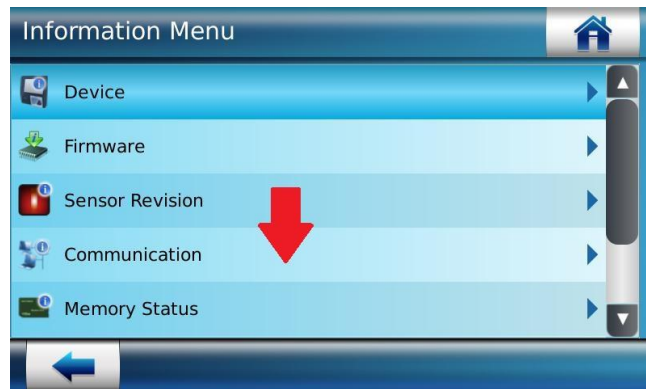 Information Menu
Device
Firmware
Sensor Revision
Communication
Memory Status